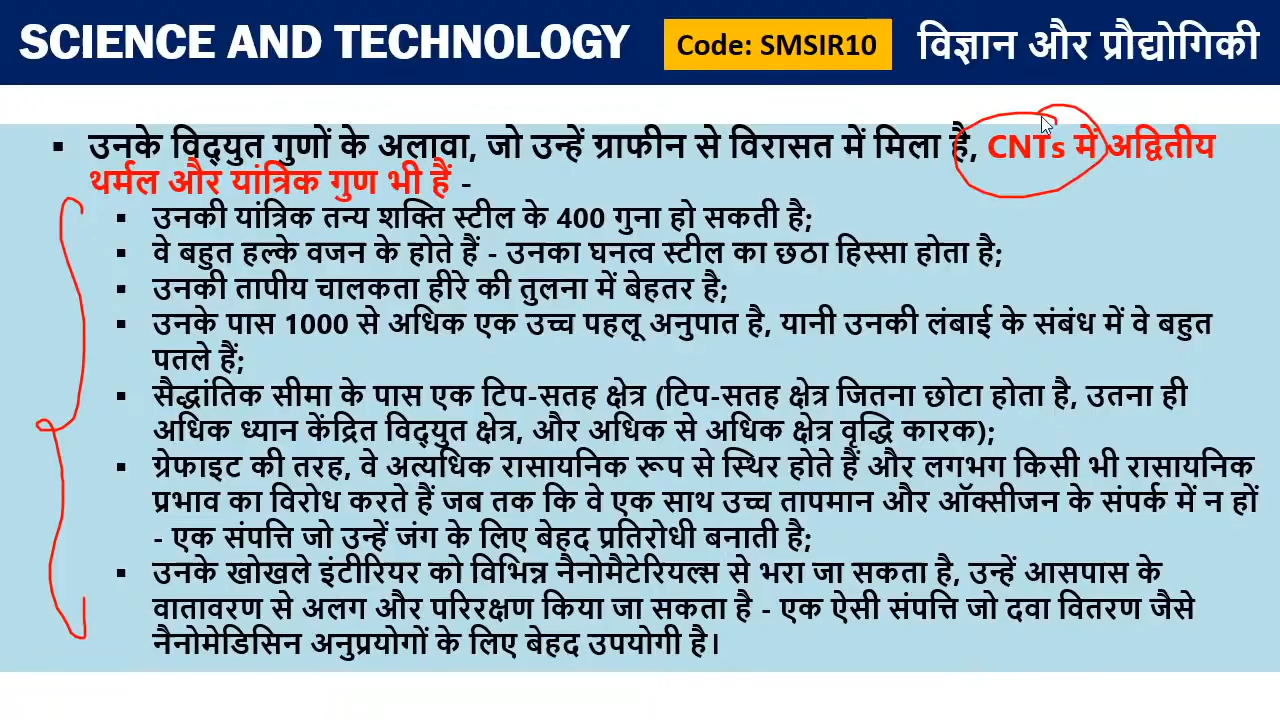 SCIENCE AND TECHNOLOGY
Code: SMSIR10
विज्ञान और प्रौद्योगिकी
▪ उनके विद्युत गुणों के अलावा, जो उन्हें ग्राफीन से विरासत में मिला है, CNTs में अद्वितीय
थर्मल और यांत्रिक गुण भी हैं -
▪ उनकी यांत्रिक तन्य शक्ति स्टील के 400 गुना हो सकती है;
▪ वे बहुत हल्के वजन के होते हैं - उनका घनत्व स्टील का छठा हिस्सा होता है;
▪ उनकी तापीय चालकता हीरे की तुलना में बेहतर है;
▪ उनके पास 1000 से अधिक एक उच्च पहलू अनुपात है, यानी उनकी लंबाई के संबंध में वे बहुत
पतले हैं;
▪ सैद्धांतिक सीमा के पास एक टिप-सतह क्षेत्र (टिप-सतह क्षेत्र जितना छोटा होता है, उतना ही
अधिक ध्यान केंद्रित विद्युत क्षेत्र, और अधिक से अधिक क्षेत्र वृद्धि कारक);
▪ ग्रेफाइट की तरह, वे अत्यधिक रासायनिक रूप से स्थिर होते हैं और लगभग किसी भी रासायनिक
प्रभाव का विरोध करते हैं जब तक कि वे एक साथ उच्च तापमान और ऑक्सीजन के संपर्क में न हों
- एक संपत्ति जो उन्हें जंग के लिए बेहद प्रतिरोधी बनाती है;
▪ उनके खोखले इंटीरियर को विभिन्न नैनोमैटेरियल्स से भरा जा सकता है, उन्हें आसपास के
वातावरण से अलग और परिरक्षण किया जा सकता है - एक ऐसी संपत्ति जो दवा वितरण जैसे
नैनोमेडिसिन अनुप्रयोगों के लिए बेहद उपयोगी है।